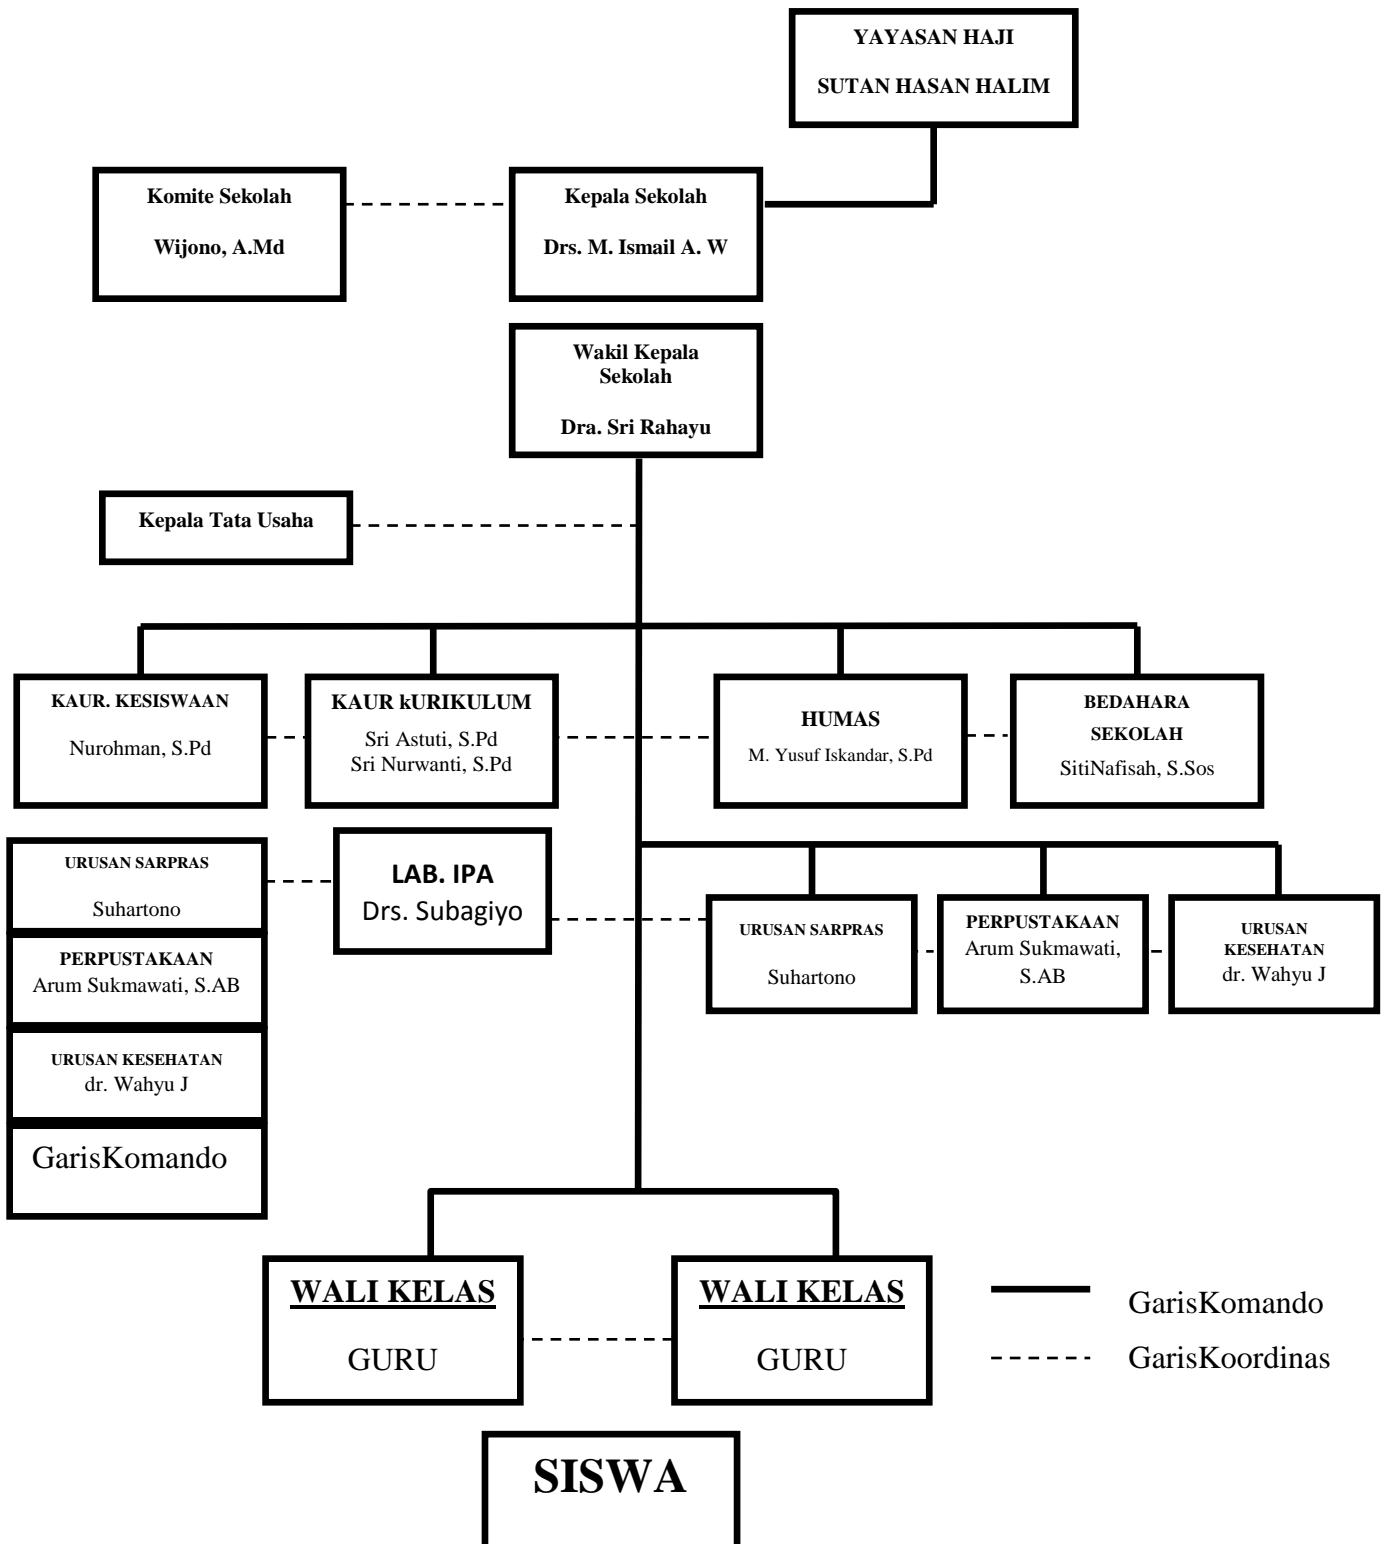 YAYASAN HAJI
SUTAN HASAN HALIM
Komite Sekolah
Wijono, A.Md
Kepala Sekolah
Drs. M. Ismail A. W
Wakil Kepala
Sekolah
Dra. Sri Rahayu
Kepala Tata Usaha
KAUR. KESISWAAN
Nurohman, S.Pd
KAUR kURIKULUM
Sri Astuti, S.Pd
Sri Nurwanti, S.Pd
HUMAS
M. Yusuf Iskandar, S.Pd
BEDAHARA
SEKOLAH
SitiNafisah, S.Sos
URUSAN SARPRAS
Suhartono
PERPUSTAKAAN
Arum Sukmawati, S.AB
URUSAN KESEHATAN
dr. Wahyu J
GarisKomando
LAB. IPA
Drs. Subagiyo
URUSAN SARPRAS
Suhartono
PERPUSTAKAAN
Arum Sukmawati,
S.AB
URUSAN
KESEHATAN
dr. Wahyu J
WALI KELAS
GURU
WALI KELAS
GURU
GarisKomando
GarisKoordinas
SISWA